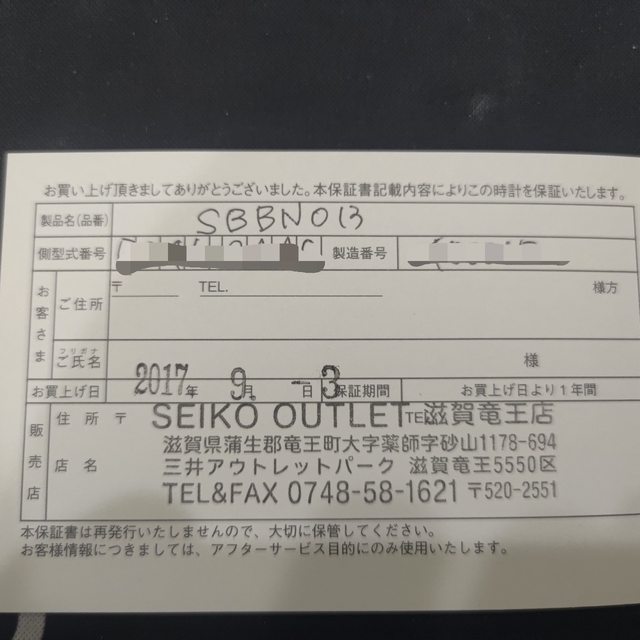 お買い上げ頂きましてありがとうございました。本保証書記載内容によりこの時計を保証いたします。
製品名(品番) SBBN013
側型式番号 製造番号
お客さま
ご住所 〒 TEL. 様方
フリガナ
ご氏名 様
お買上げ日 2017年 9月 -3日 保証期間 お買上げ日より1年間
販売店
住所 〒 SEIKO OUTLET TEL 滋賀竜王店
滋賀県蒲生郡竜王町大字薬師字砂山1178-694
店名 三井アウトレットパーク 滋賀竜王5550区
TEL&FAX 0748-58-1621 〒520-2551
本保証書は再発行いたしませんので、大切に保管してください。
お客様情報につきましては、アフターサービス目的にのみ使用いたします。